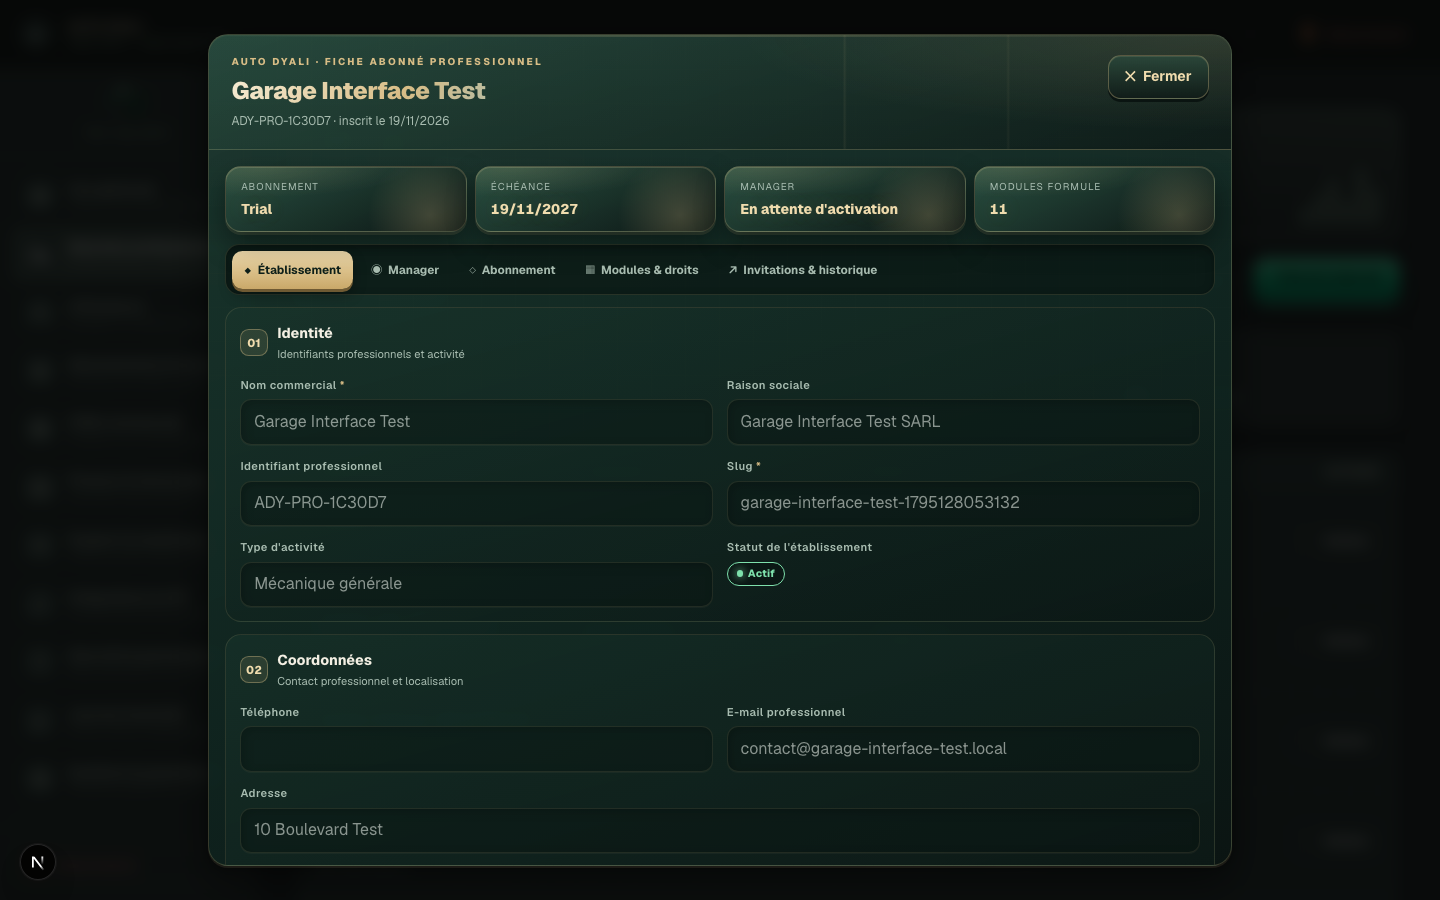 AUTO DYALI · FICHE ABONNÉ PROFESSIONNEL
Garage Interface Test
ADY-PRO-1C30D7 · inscrit le 19/11/2026
Fermer
ABONNEMENT
Trial
ÉCHÉANCE
19/11/2027
MANAGER
En attente d'activation
MODULES FORMULE
11
Établissement
Manager
Abonnement
Modules & droits
Invitations & historique
01
Identité
Identifiants professionnels et activité
Nom commercial *
Garage Interface Test
Raison sociale
Garage Interface Test SARL
Identifiant professionnel
ADY-PRO-1C30D7
Slug *
garage-interface-test-1795128053132
Type d'activité
Mécanique générale
Statut de l'établissement
Actif
02
Coordonnées
Contact professionnel et localisation
Téléphone
E-mail professionnel
contact@garage-interface-test.local
Adresse
10 Boulevard Test
N